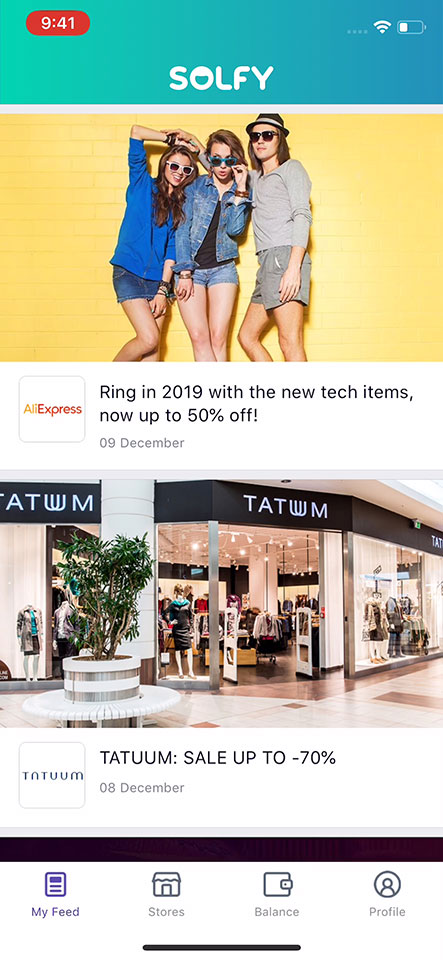 9:41
SOLFY
AliExpress
Ring in 2019 with the new tech items,
now up to 50% off!
09 December
TATUUM
TATUUM
TATUUM: SALE UP TO -70%
TATUUM
08 December
My Feed
Stores
Balance
Profile